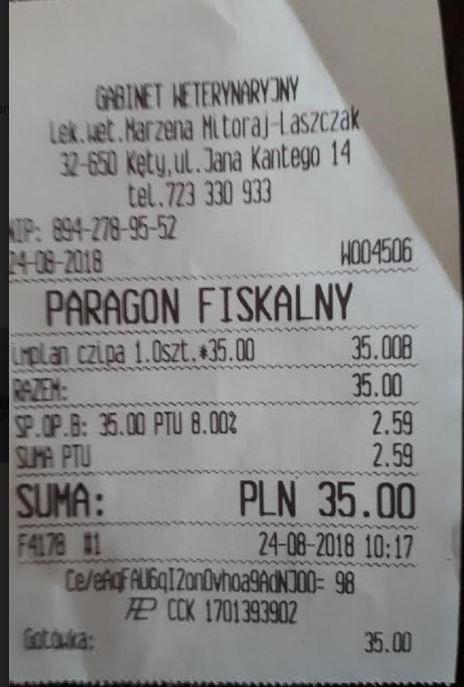 GABINET WETERYNARYJNY
Lek.wet.Marzena Mitoraj-Laszczak
32-650 Kęty,ul.Jana Kantego 14
tel.723 330 933
NIP: 894-278-95-52
24-08-2018 W004506
PARAGON FISKALNY
implan czipa 1.0szt.*35.00 35.00B
RAZEM: 35.00
SP.OP.B: 35.00 PTU 8.00% 2.59
SUMA PTU 2.59
SUMA: PLN 35.00
F4178 #1 24-08-2018 10:17
98
CCK 1701393902
Gotówka: 35.00